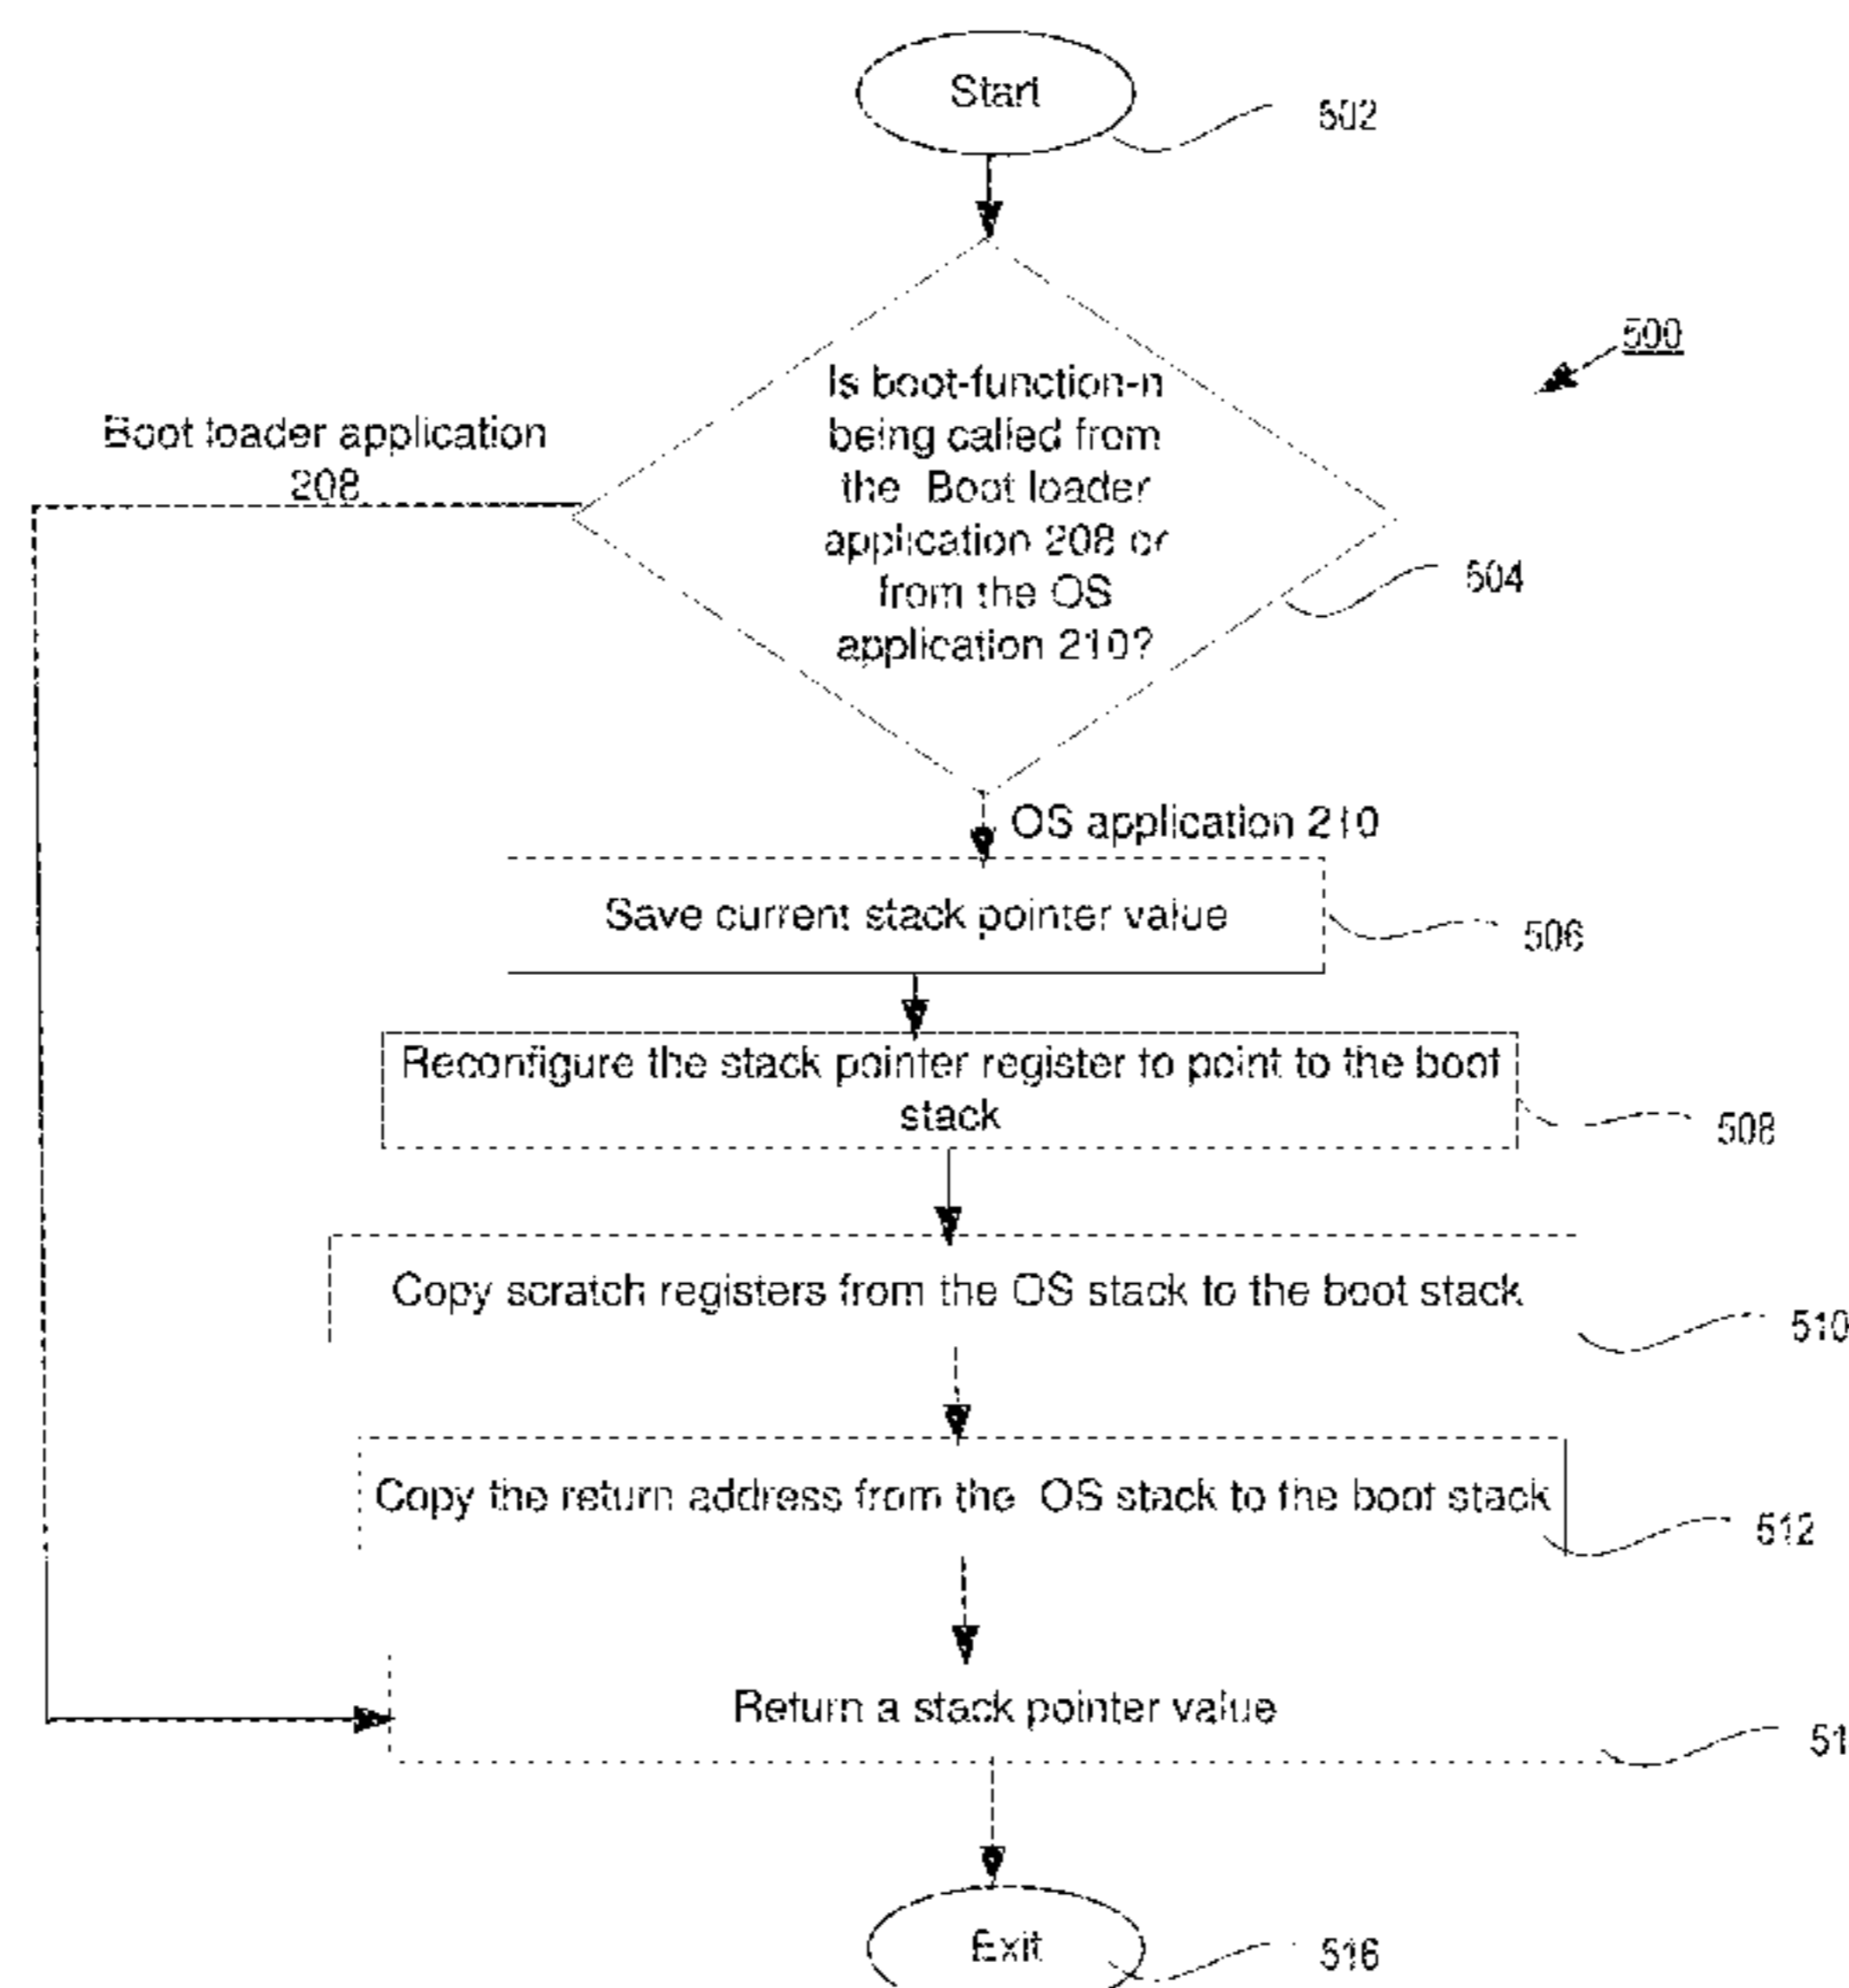 Start
502
500
Is boot-function-n
being called from
the Boot loader
application 208 or
from the OS
application 210?
504
Boot loader application
208
OS application 210
Save current stack pointer value
506
Reconfigure the stack pointer register to point to the boot
stack
508
Copy scratch registers from the OS stack to the boot stack
510
Copy the return address from the OS stack to the boot stack
512
Return a stack pointer value
51
Exit
516